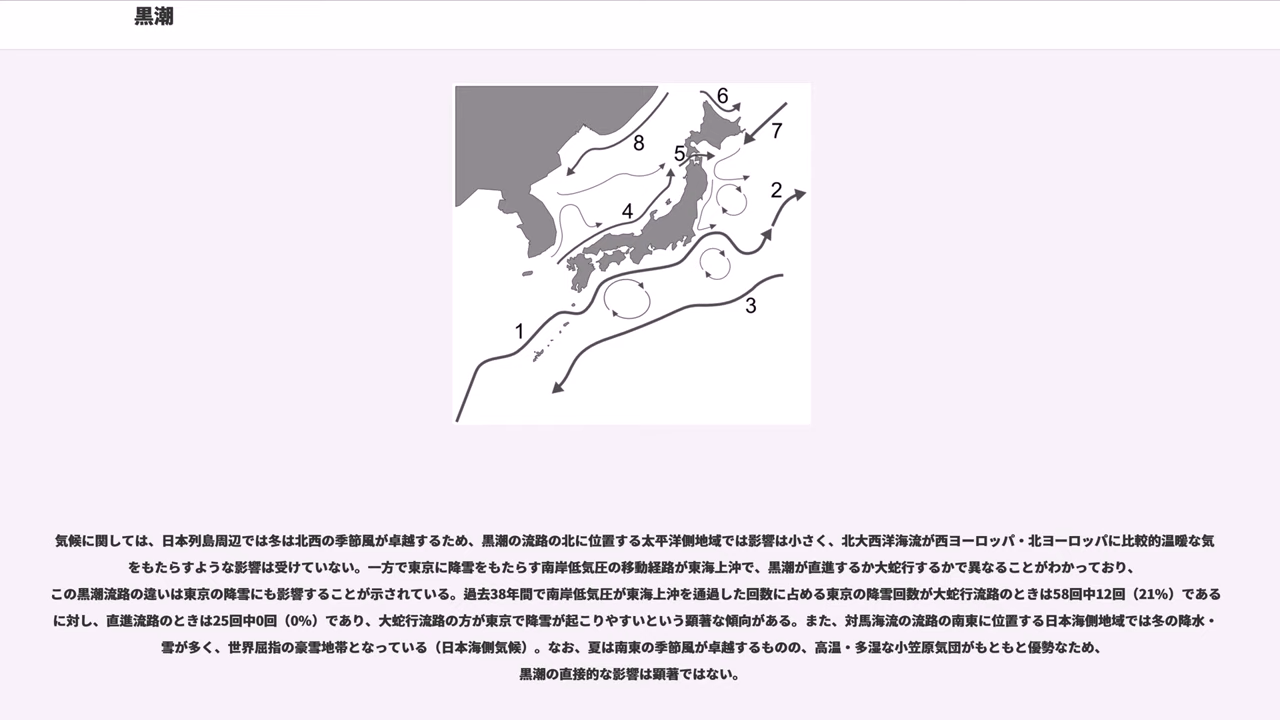 黒潮
6
7
8
5
2
4
3
1
気候に関しては、日本列島周辺では冬は北西の季節風が卓越するため、黒潮の流路の北に位置する太平洋側地域では影響は小さく、北大西洋海流が西ヨーロッパ・北ヨーロッパに比較的温暖な気
をもたらすような影響は受けていない。一方で東京に降雪をもたらす南岸低気圧の移動経路が東海上沖で、黒潮が直進するか大蛇行するかで異なることがわかっており、
この黒潮流路の違いは東京の降雪にも影響することが示されている。過去38年間で南岸低気圧が東海上沖を通過した回数に占める東京の降雪回数が大蛇行流路のときは58回中12回（21%）である
に対し、直進流路のときは25回中0回（0%）であり、大蛇行流路の方が東京で降雪が起こりやすいという顕著な傾向がある。また、対馬海流の流路の南東に位置する日本海側地域では冬の降水・
雪が多く、世界屈指の豪雪地帯となっている（日本海側気候）。なお、夏は南東の季節風が卓越するものの、高温・多湿な小笠原気団がもともと優勢なため、
黒潮の直接的な影響は顕著ではない。